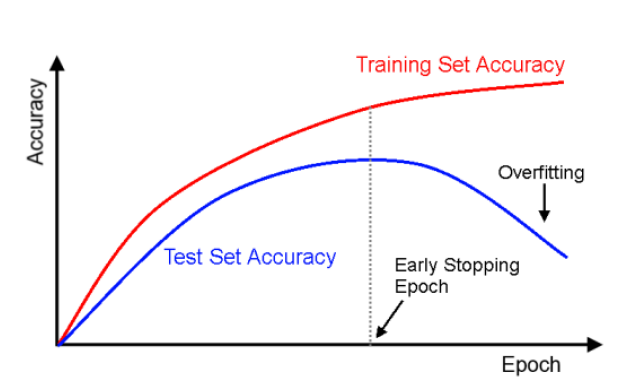 Training Set Accuracy
Accuracy
Overfitting
Test Set Accuracy
Early Stopping
Epoch
Epoch